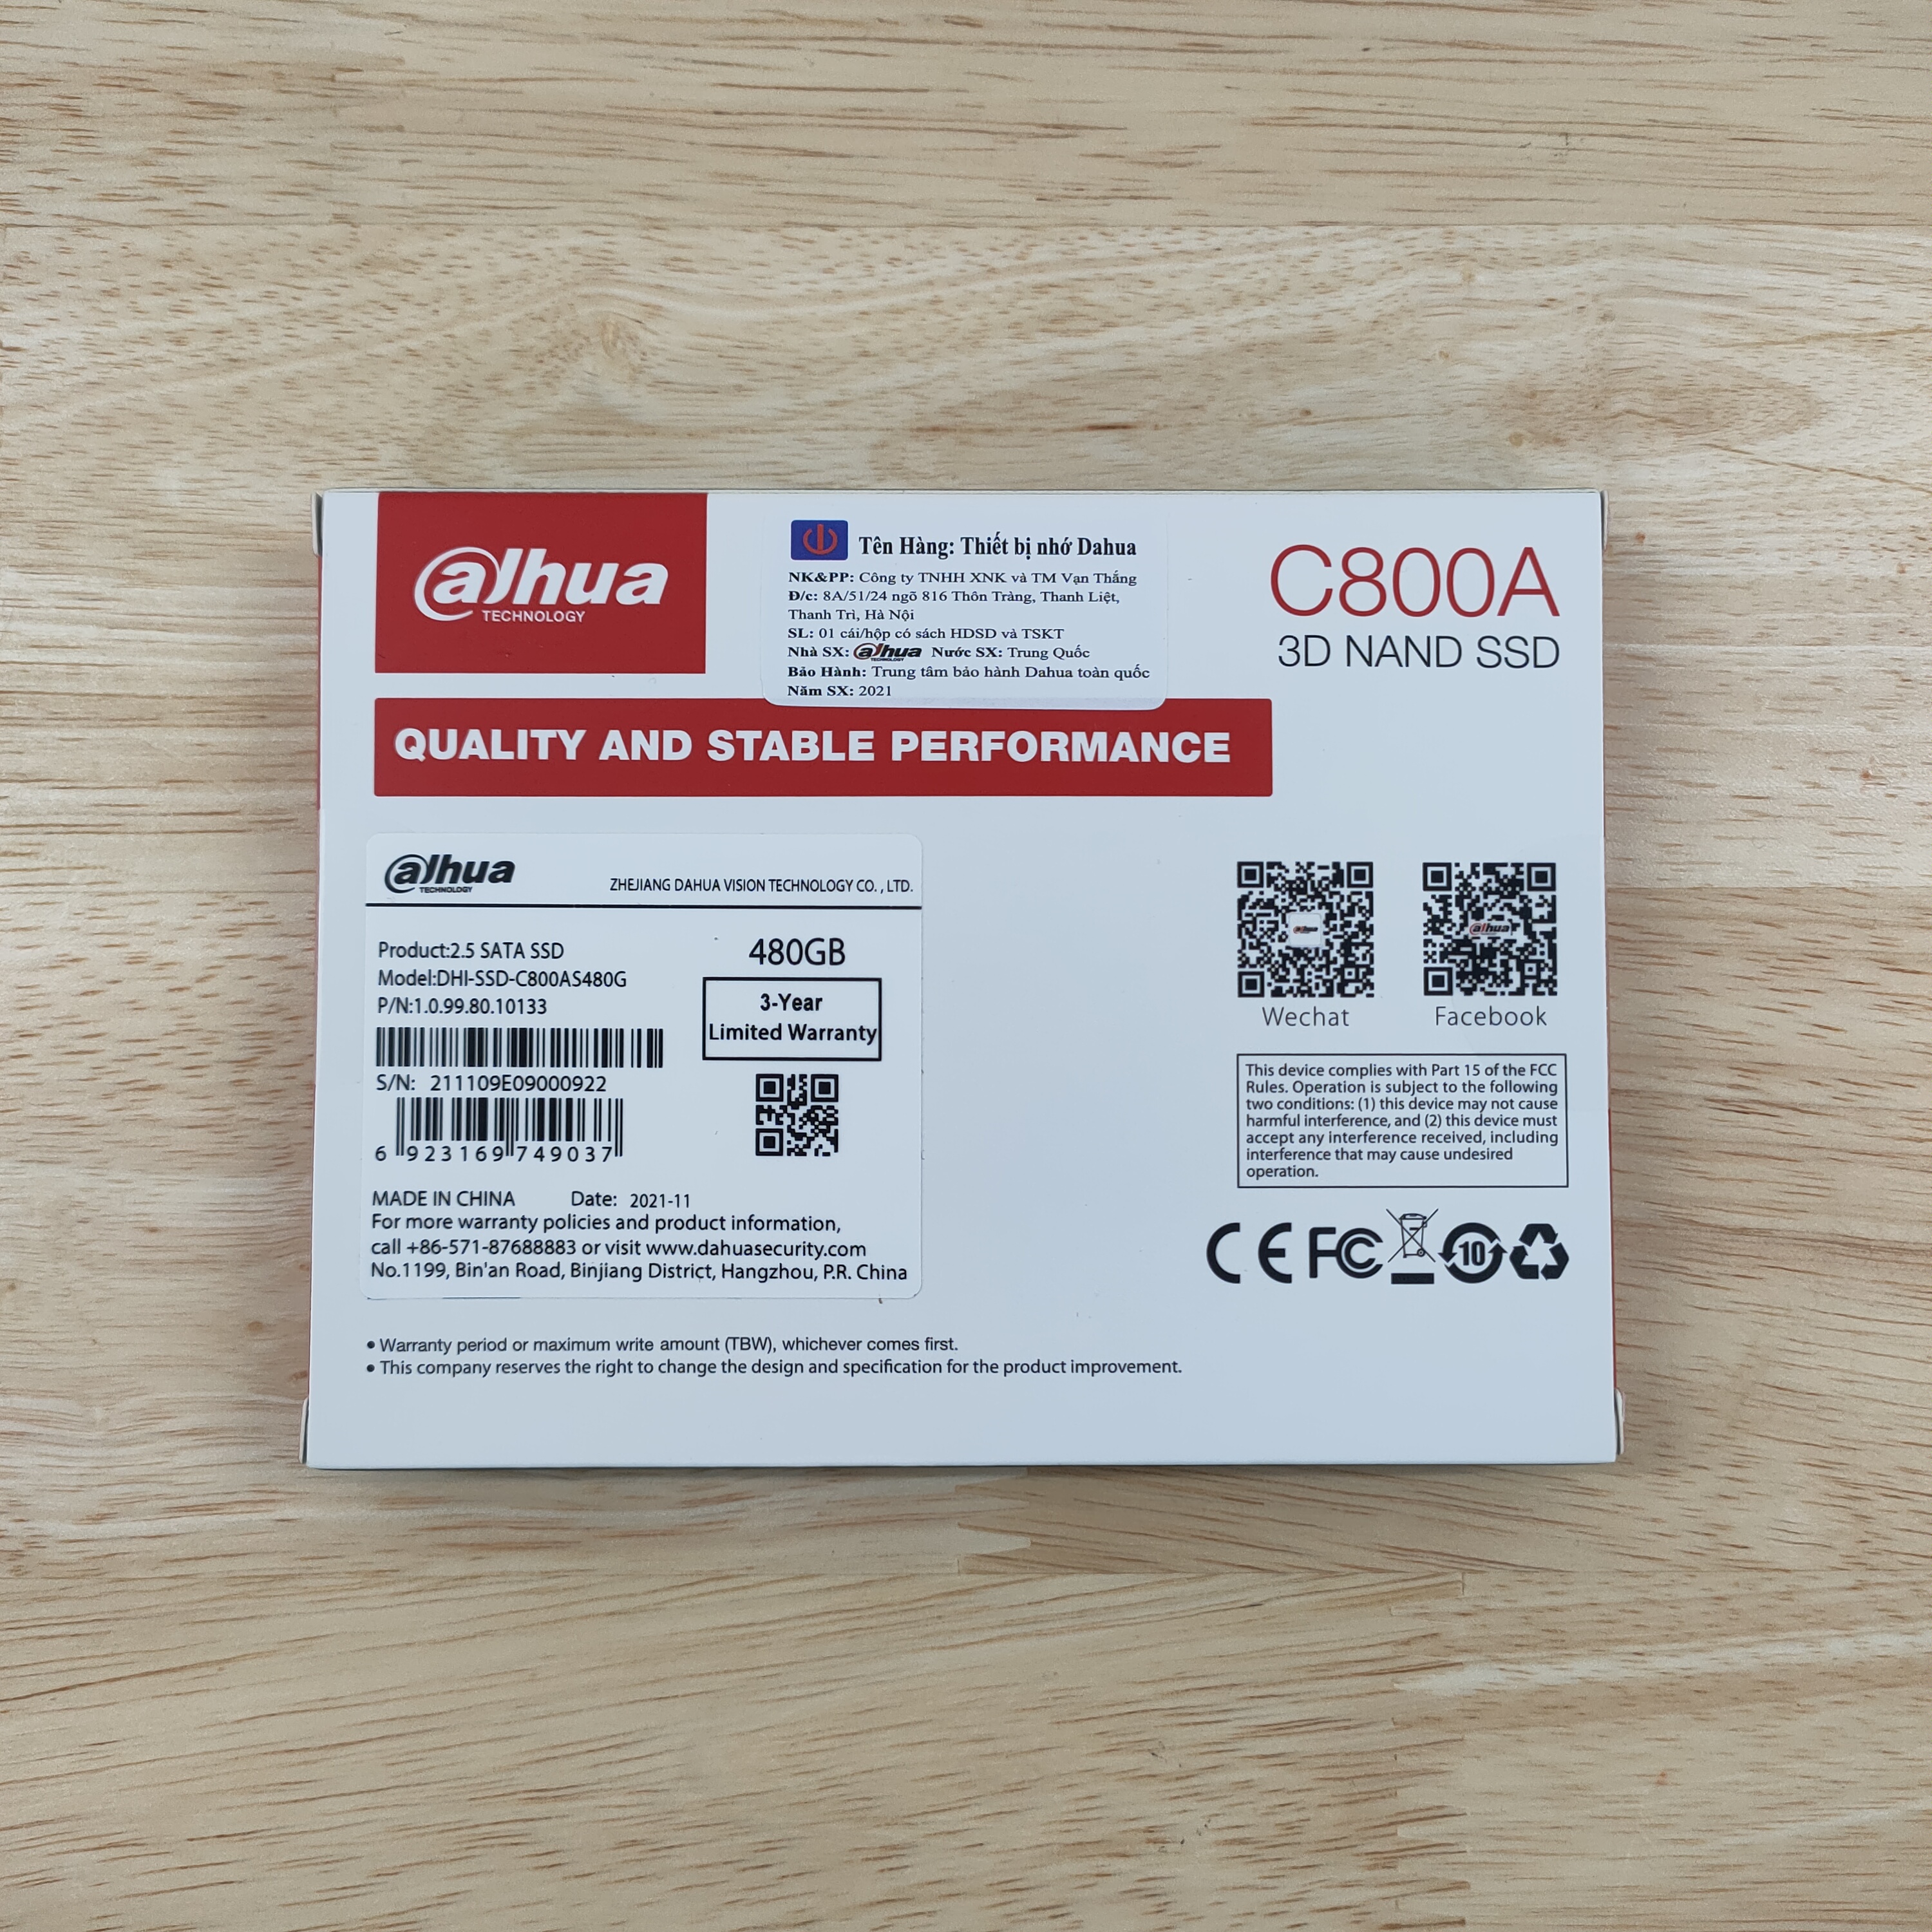 alhua
TECHNOLOGY
Tên Hàng: Thiết bị nhớ Dahua
NK&PP: Công ty TNHH XNK và TM Vạn Thắng
Đ/c: 8A/51/24 ngõ 816 Thôn Tràng, Thanh Liệt,
Thanh Trì, Hà Nội
SL: 01 cái/hộp có sách HDSD và TSKT
Nhà SX: alhua TECHNOLOGY Nước SX: Trung Quốc
Bảo Hành: Trung tâm bảo hành Dahua toàn quốc
Năm SX: 2021
C800A
3D NAND SSD
QUALITY AND STABLE PERFORMANCE
alhua
TECHNOLOGY
ZHEJIANG DAHUA VISION TECHNOLOGY CO. , LTD.
Product:2.5 SATA SSD
Model:DHI-SSD-C800AS480G
P/N:1.0.99.80.10133
480GB
3-Year
Limited Warranty
S/N: 211109E09000922
6 923169 749037
MADE IN CHINA Date: 2021-11
For more warranty policies and product information,
call +86-571-87688883 or visit www.dahuasecurity.com
No.1199, Bin'an Road, Binjiang District, Hangzhou, P.R. China
alhua
alhua
Wechat
Facebook
This device complies with Part 15 of the FCC
Rules. Operation is subject to the following
two conditions: (1) this device may not cause
harmful interference, and (2) this device must
accept any interference received, including
interference that may cause undesired
operation.
CE FC 10
• Warranty period or maximum write amount (TBW), whichever comes first.
• This company reserves the right to change the design and specification for the product improvement.